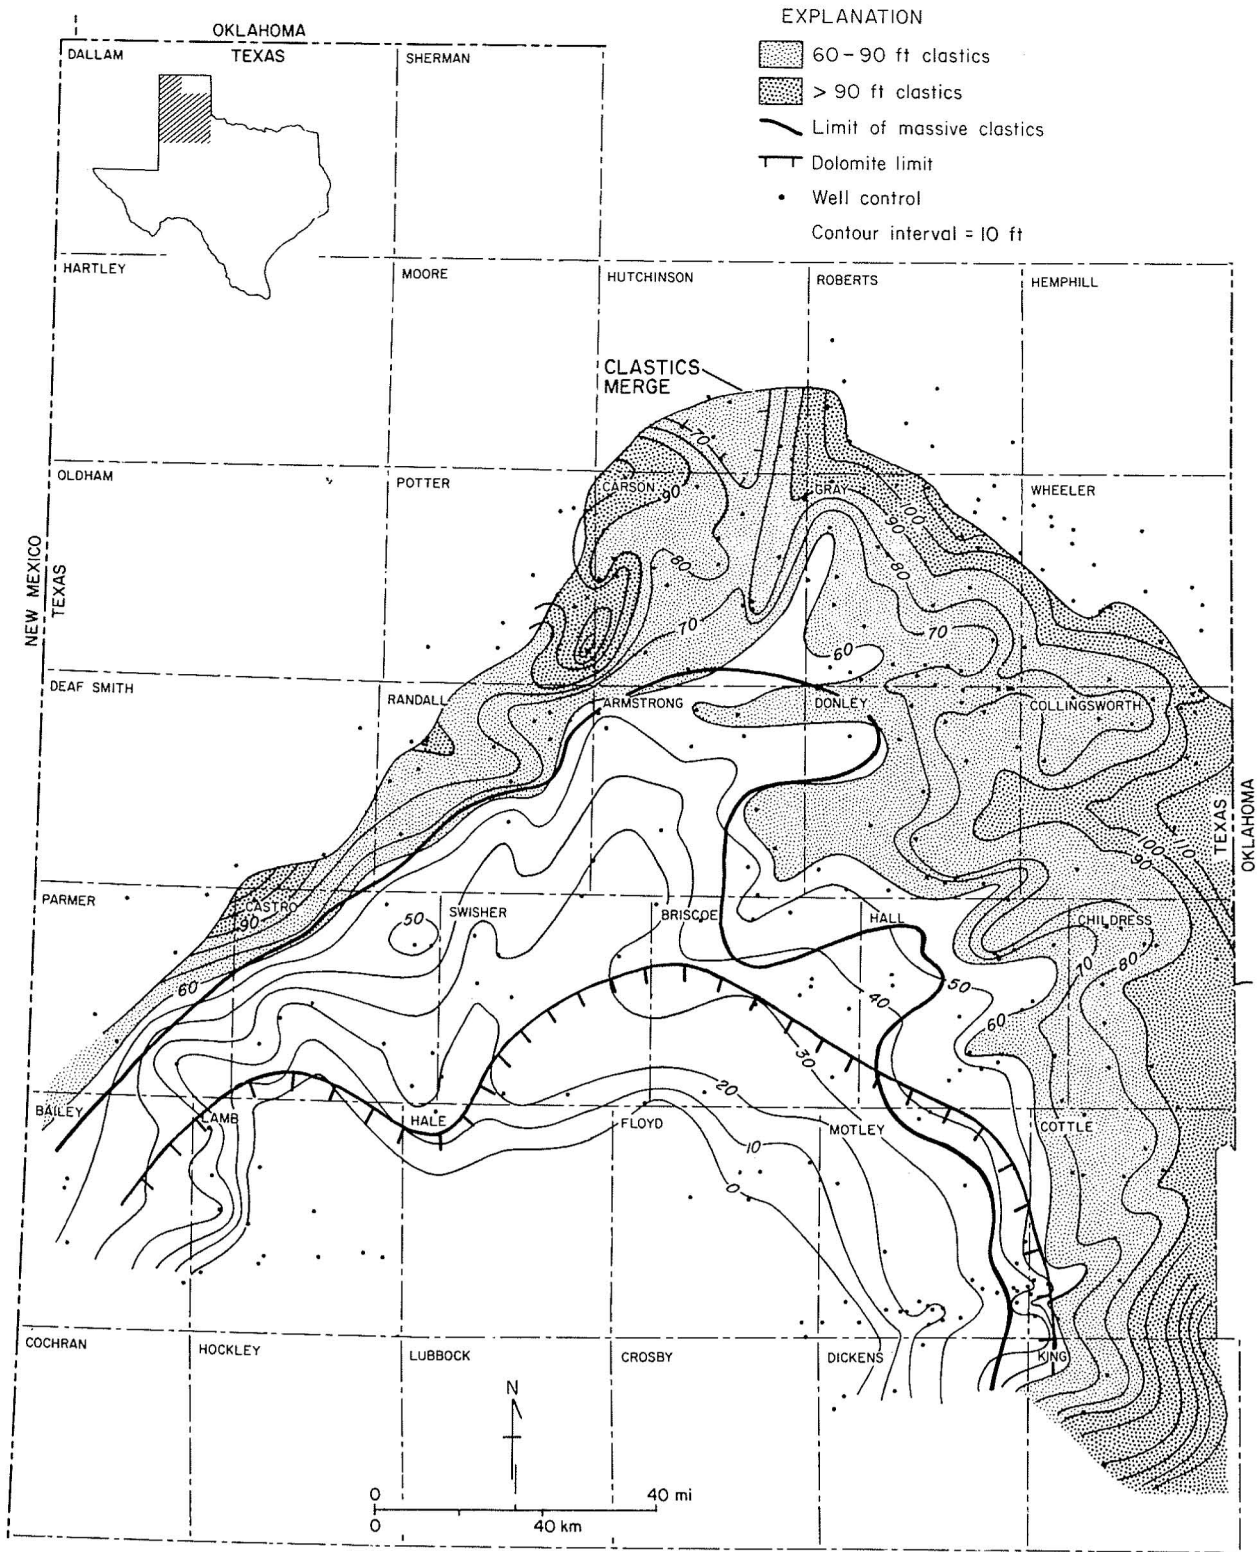 EXPLANATION
60-90 ft clastics
> 90 ft clastics
Limit of massive clastics
Dolomite limit
Well control
Contour interval = 10 ft
OKLAHOMA
TEXAS
DALLAM
SHERMAN
HARTLEY
MOORE
HUTCHINSON
ROBERTS
HEMPHILL
CLASTICS
MERGE
70
OLDHAM
POTTER
CARSON
90
GRAY
100
90
WHEELER
NEW MEXICO
TEXAS
80
80
70
70
60
DEAF SMITH
RANDALL
ARMSTRONG
DONLEY
COLLINGSWORTH
TEXAS
OKLAHOMA
100
110
90
PARMER
CASTRO
90
50
SWISHER
BRISCOE
HALL
CHILDRESS
60
70
80
50
40
60
30
20
BAILEY
LAMB
HALE
FLOYD
MOTLEY
COTTLE
10
0
COCHRAN
HOCKLEY
LUBBOCK
CROSBY
DICKENS
KING
N
0
40 mi
0
40 km